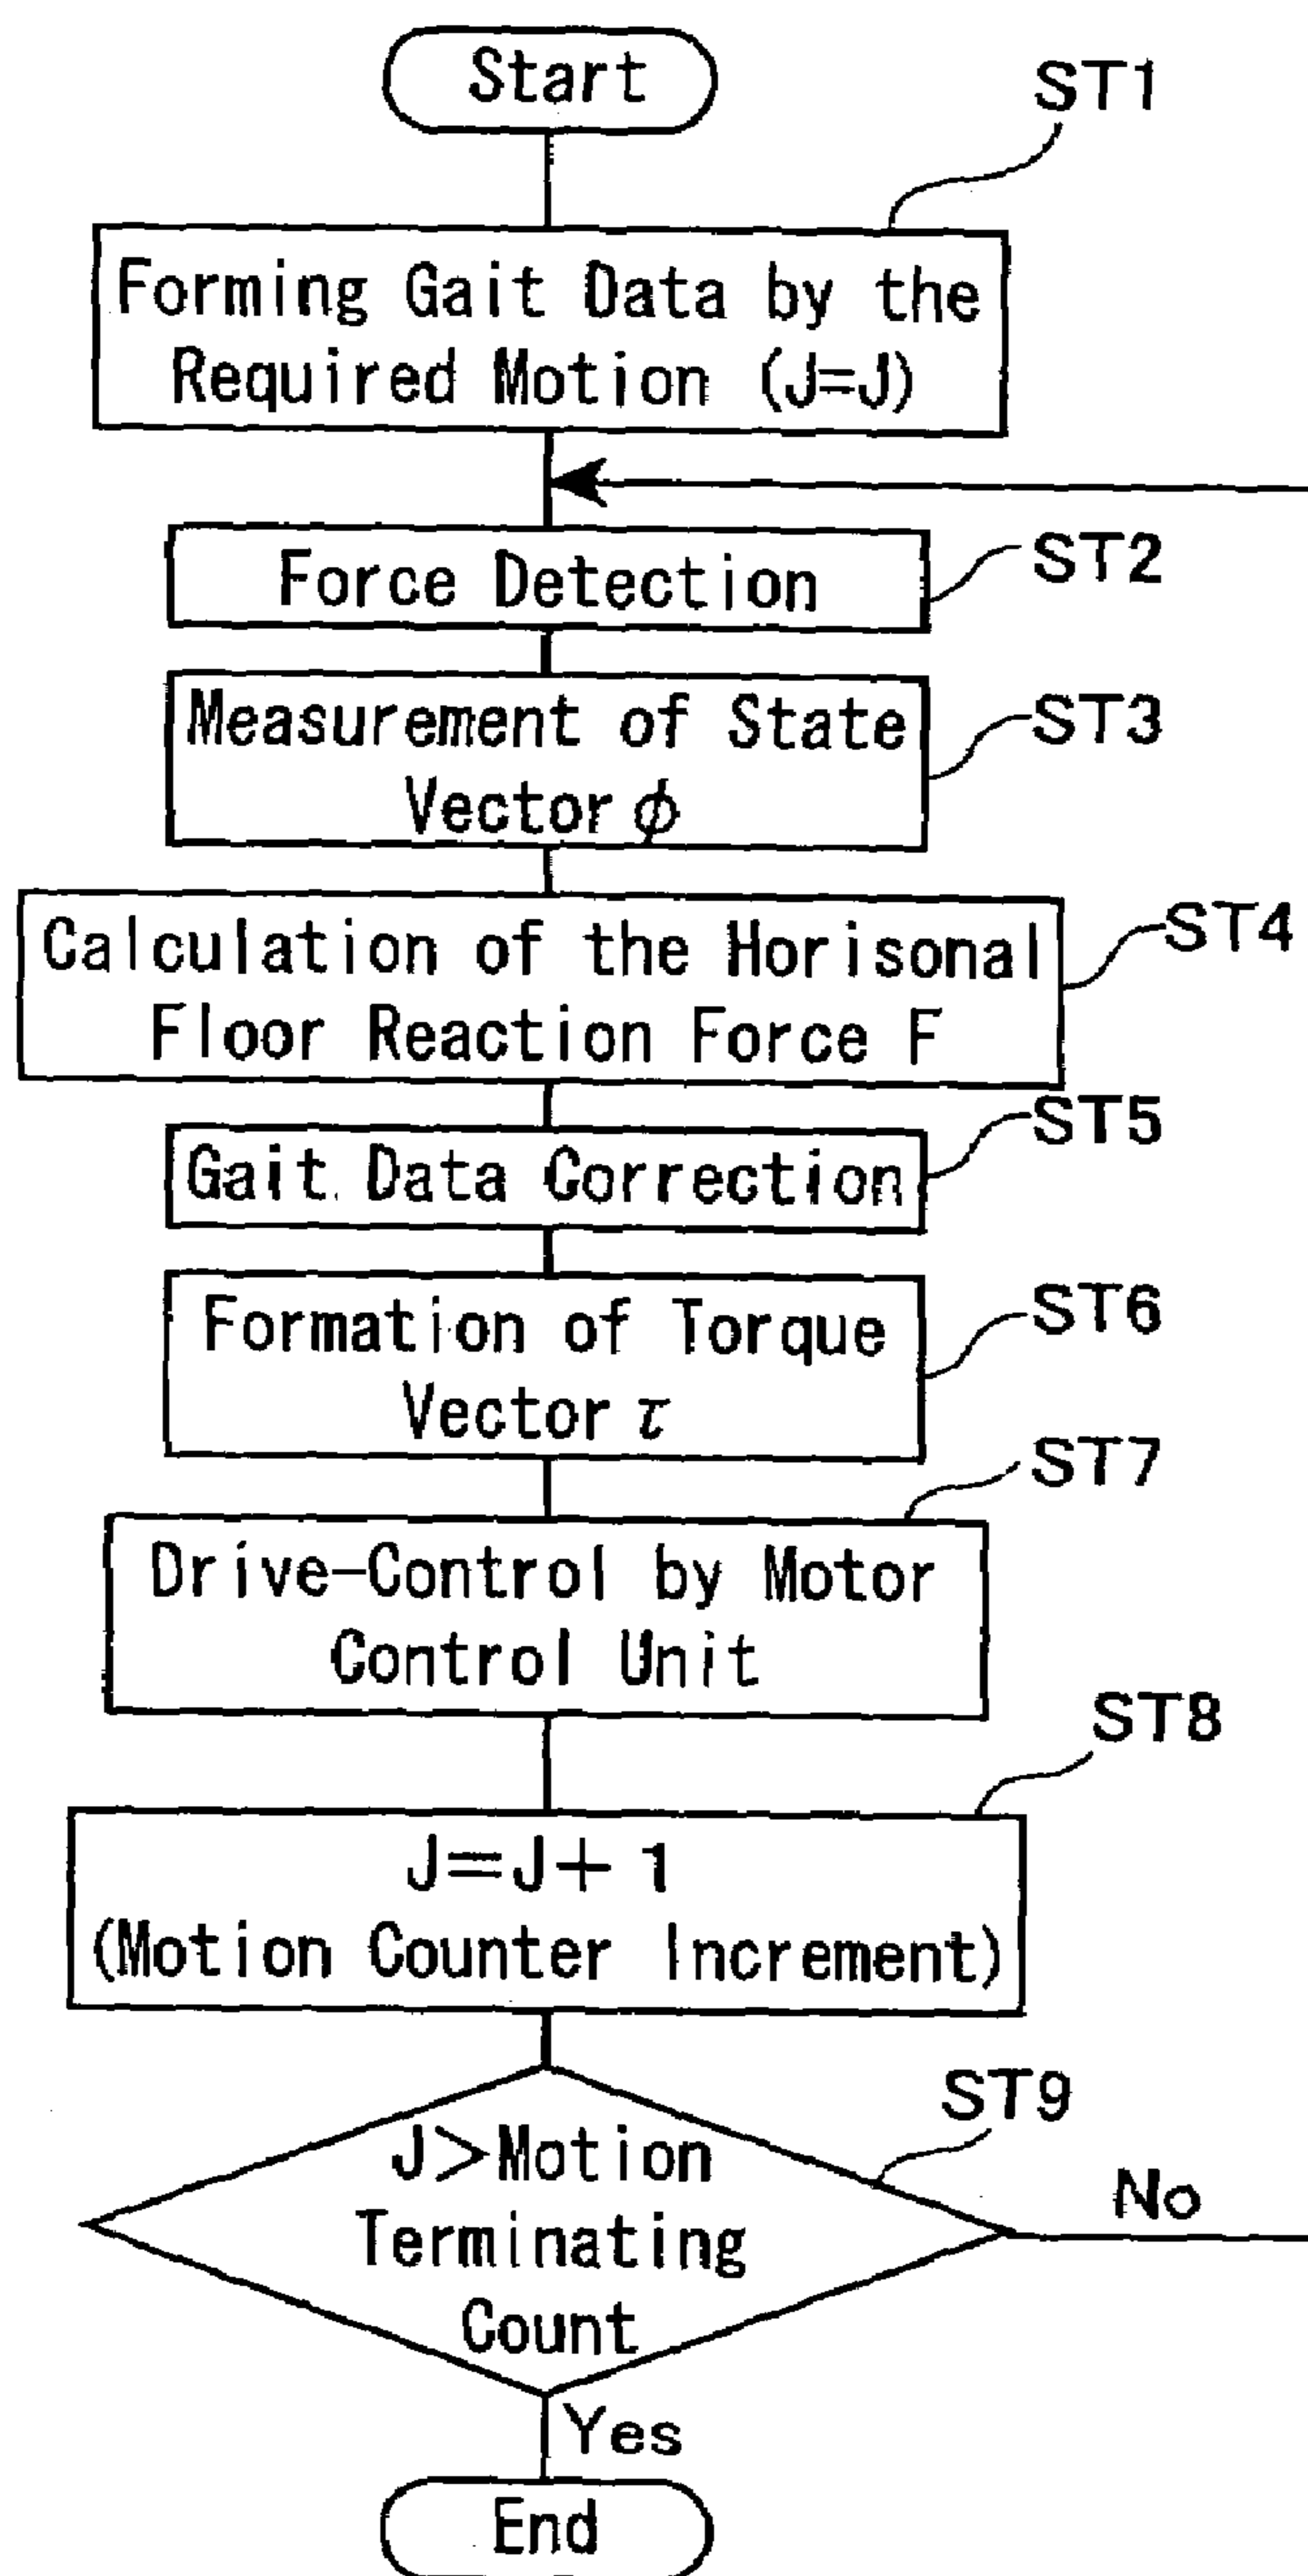 Start
ST1
Forming Gait Data by the
Required Motion (J=J)
ST2
Force Detection
ST3
Measurement of State
Vector ϕ
ST4
Calculation of the Horisonal
Floor Reaction Force F
ST5
Gait Data Correction
ST6
Formation of Torque
Vector τ
ST7
Drive-Control by Motor
Control Unit
ST8
J=J+1
(Motion Counter Increment)
ST9
J>Motion
Terminating
Count
No
Yes
End